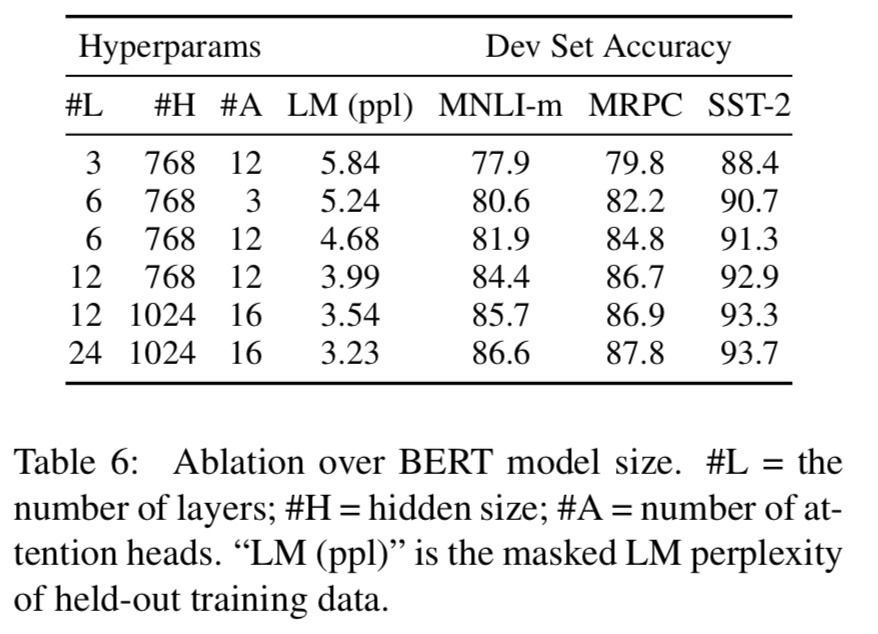 Hyperparams Dev Set Accuracy
#L #H #A LM (ppl) MNLI-m MRPC SST-2
3 768 12 5.84 77.9 79.8 88.4
6 768 3 5.24 80.6 82.2 90.7
6 768 12 4.68 81.9 84.8 91.3
12 768 12 3.99 84.4 86.7 92.9
12 1024 16 3.54 85.7 86.9 93.3
24 1024 16 3.23 86.6 87.8 93.7
Table 6: Ablation over BERT model size. #L = the
number of layers; #H = hidden size; #A = number of at-
tention heads. “LM (ppl)” is the masked LM perplexity
of held-out training data.